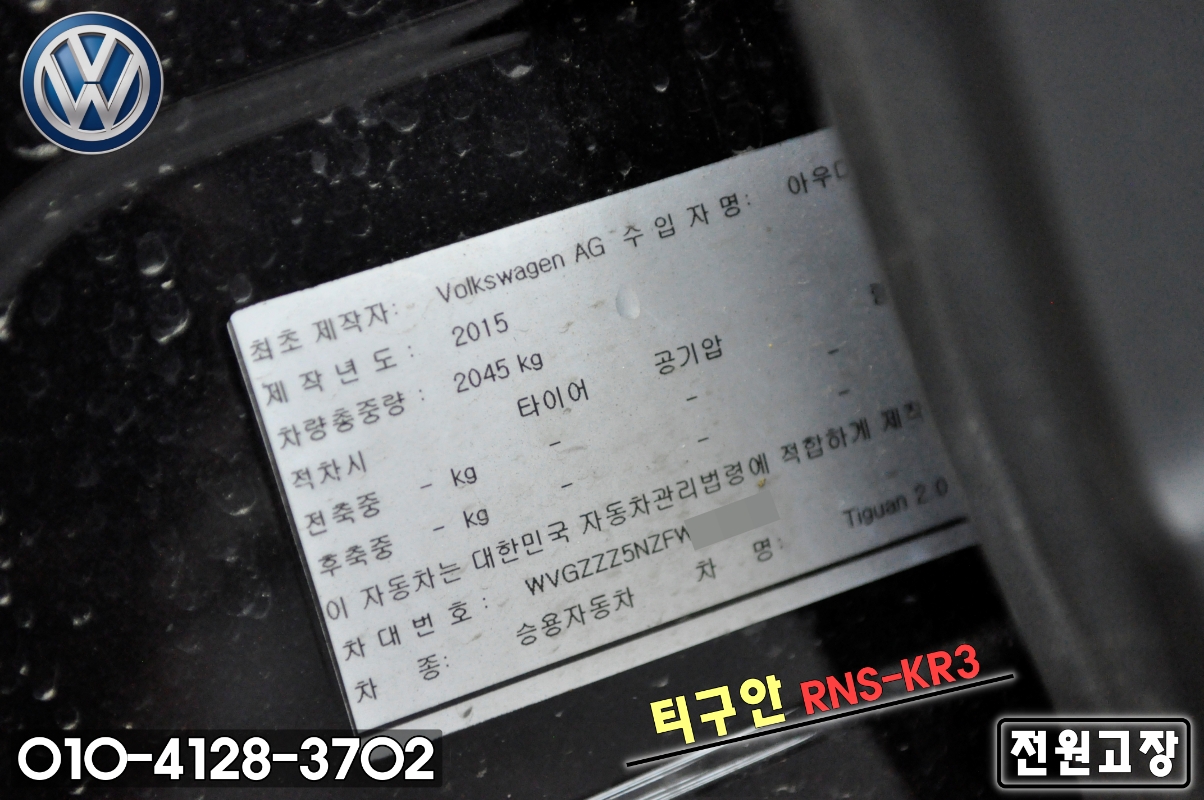 최초 제작자: Volkswagen AG 수 입 자 명: 아우디
제 작 년 도 : 2015
차량총중량 : 2045 kg
타이어 공기압
적차시 - - -
전축중 - kg - - -
후축중 - kg -
이 자동차는 대한민국 자동차관리법령에 적합하게 제작
차 대 번 호 : WVGZZZ5NZFW
차 종: 승용자동차 차 명: Tiguan 2.0
티구안 RNS-KR3
010-4128-3702
전원고장